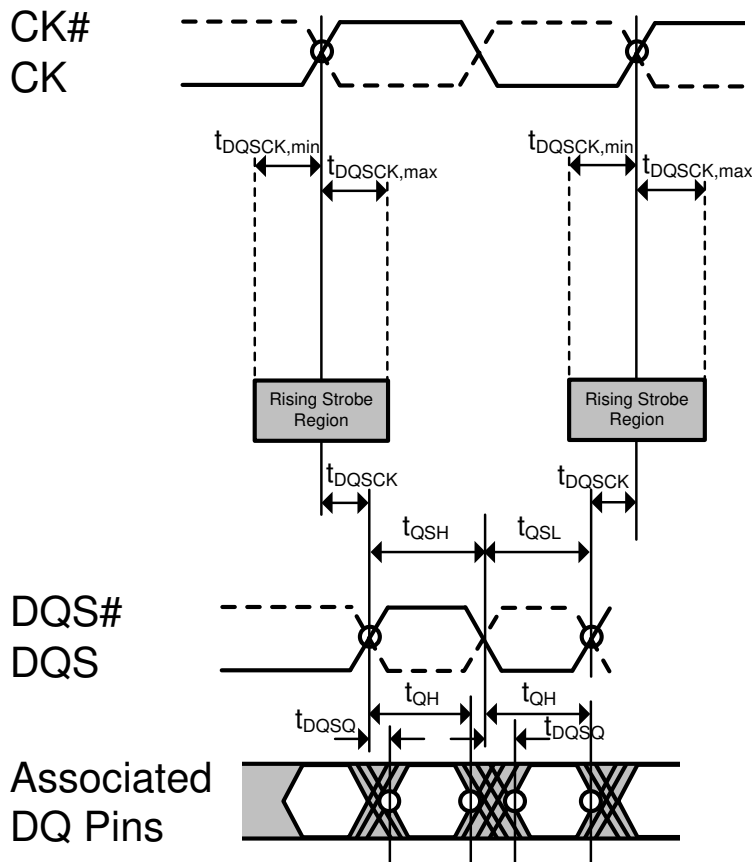 CK#
CK
tDQSCK,min
tDQSCK,max
tDQSCK,min
tDQSCK,max
Rising Strobe
Region
Rising Strobe
Region
tDQSCK
tDQSCK
tQSH
tQSL
DQS#
DQS
tQH
tQH
tDQSQ
tDQSQ
Associated
DQ Pins